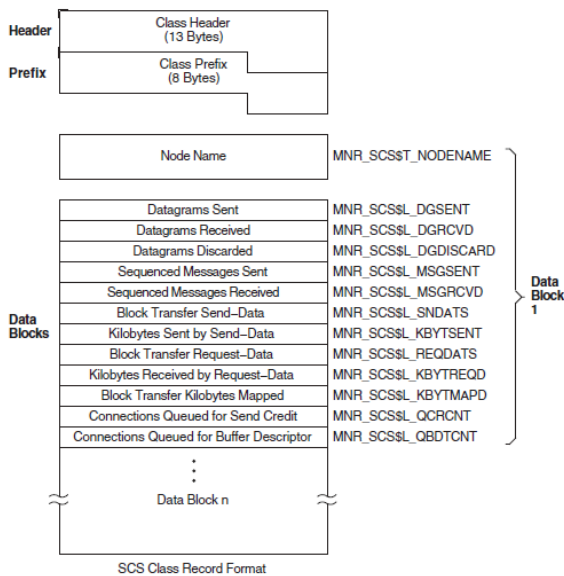 Header
Class Header
(13 Bytes)
Prefix
Class Prefix
(8 Bytes)
Node Name MNR_SCS$T_NODENAME
Datagrams Sent MNR_SCS$L_DGSENT
Datagrams Received MNR_SCS$L_DGRCVD
Datagrams Discarded MNR_SCS$L_DGDISCARD
Sequenced Messages Sent MNR_SCS$L_MSGSENT
Sequenced Messages Received MNR_SCS$L_MSGRCVD
Block Transfer Send–Data MNR_SCS$L_SNDATS
Kilobytes Sent by Send–Data MNR_SCS$L_KBYTSENT
Block Transfer Request–Data MNR_SCS$L_REQDATS
Kilobytes Received by Request–Data MNR_SCS$L_KBYTREQD
Block Transfer Kilobytes Mapped MNR_SCS$L_KBYTMAPD
Connections Queued for Send Credit MNR_SCS$L_QCRCNT
Connections Queued for Buffer Descriptor MNR_SCS$L_QBDTCNT
Data
Blocks
Data
Block
1
Data Block n
SCS Class Record Format